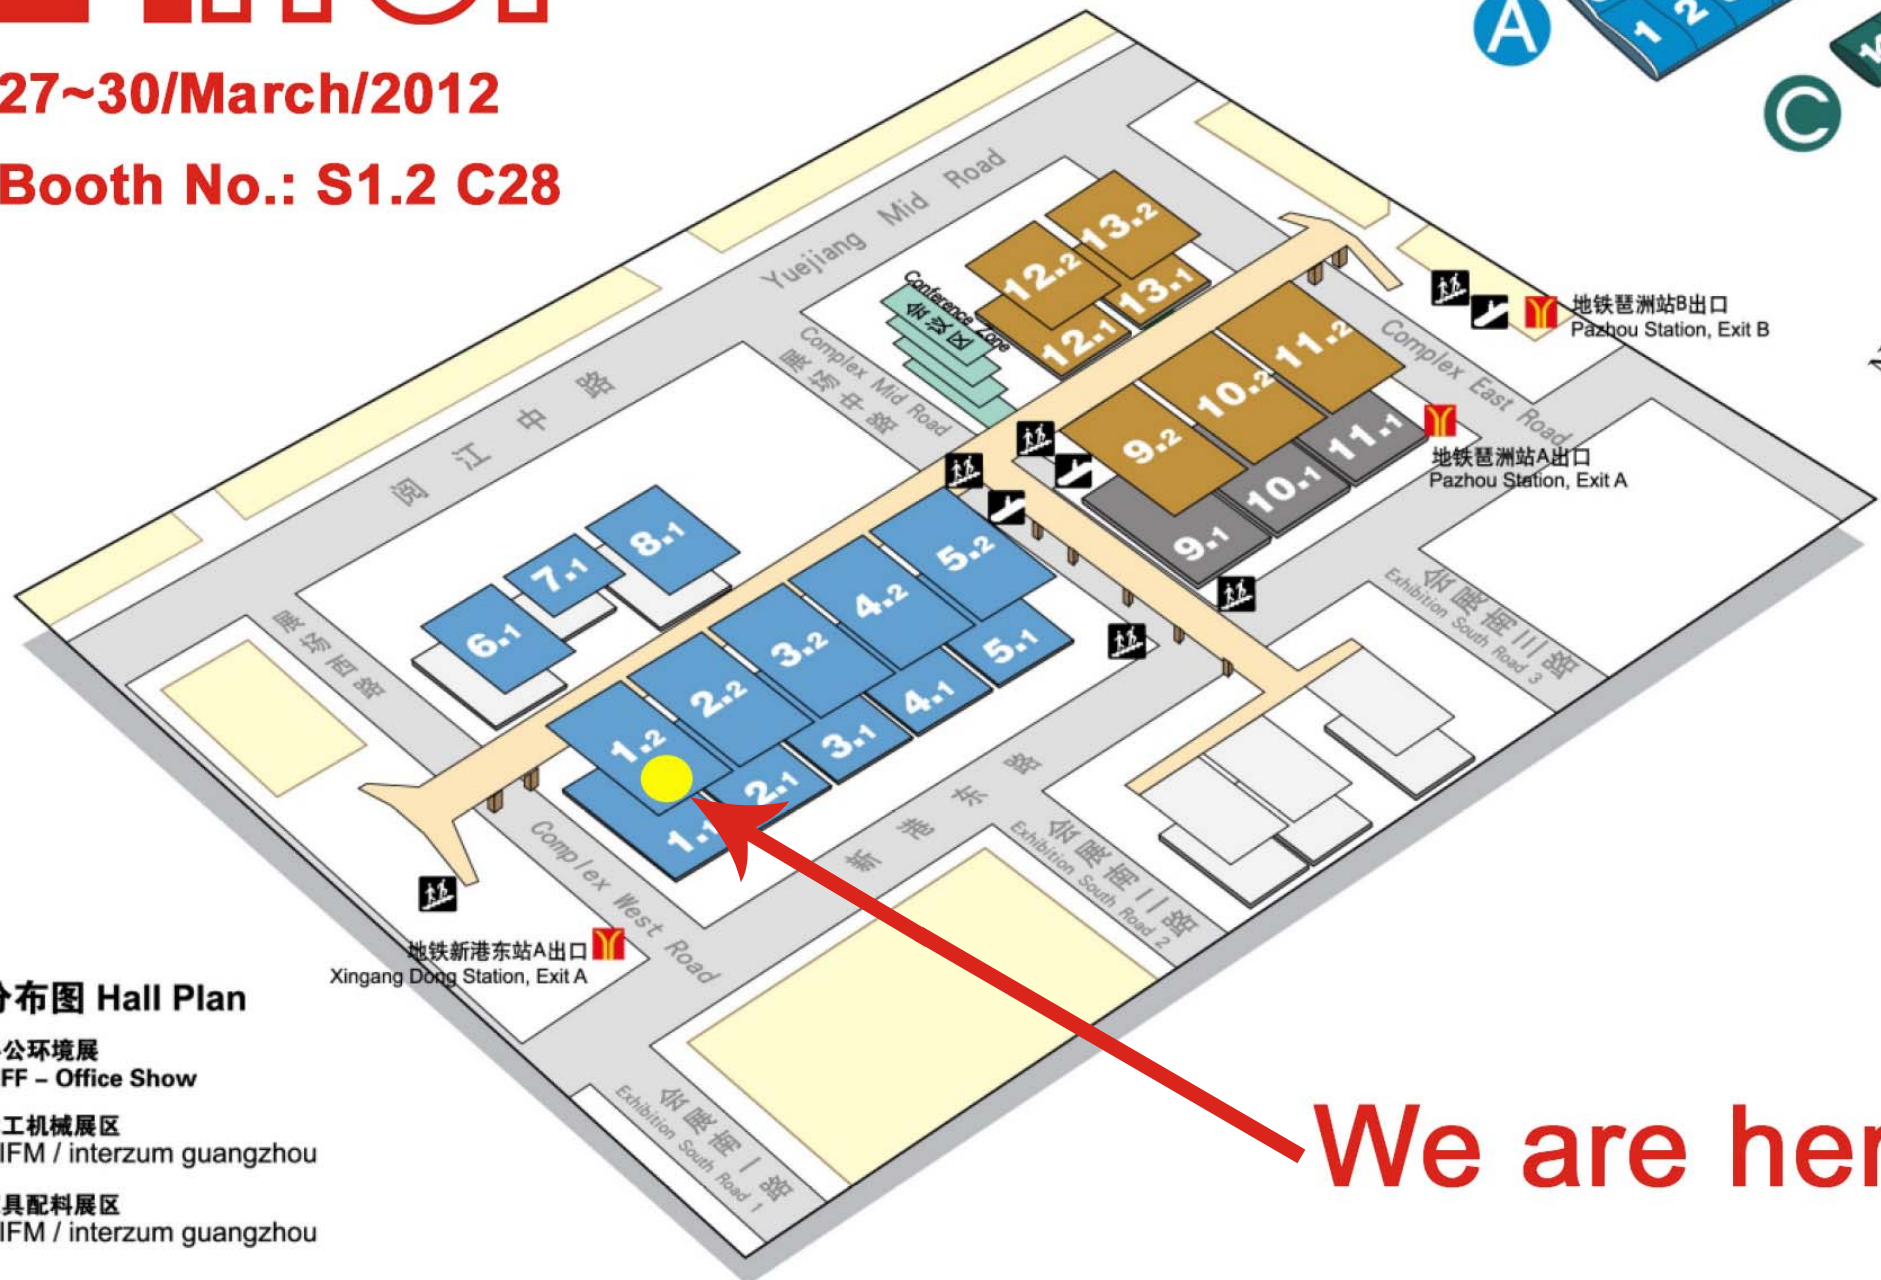 27~30/March/2012
Booth No.: S1.2 C28
A
1
2
C
Yuejiang Mid Road
阅江中路
Conference Zone
会议区
Complex Mid Road
展场中路
13.2
12.2
13.1
12.1
11.2
10.2
9.2
11.1
10.1
9.1
地铁琶洲站B出口
Pazhou Station, Exit B
Complex East Road
地铁琶洲站A出口
Pazhou Station, Exit A
8.1
7.1
6.1
5.2
4.2
3.2
2.2
1.2
5.1
4.1
3.1
2.1
1.1
展场西路
Complex West Road
新港东路
会展南三路
Exhibition South Road 3
会展南二路
Exhibition South Road 2
会展南一路
Exhibition South Road 1
地铁新港东站A出口
Xingang Dong Station, Exit A
分布图 Hall Plan
公环境展
FF – Office Show
工机械展区
IFM / interzum guangzhou
具配料展区
IFM / interzum guangzhou
We are her